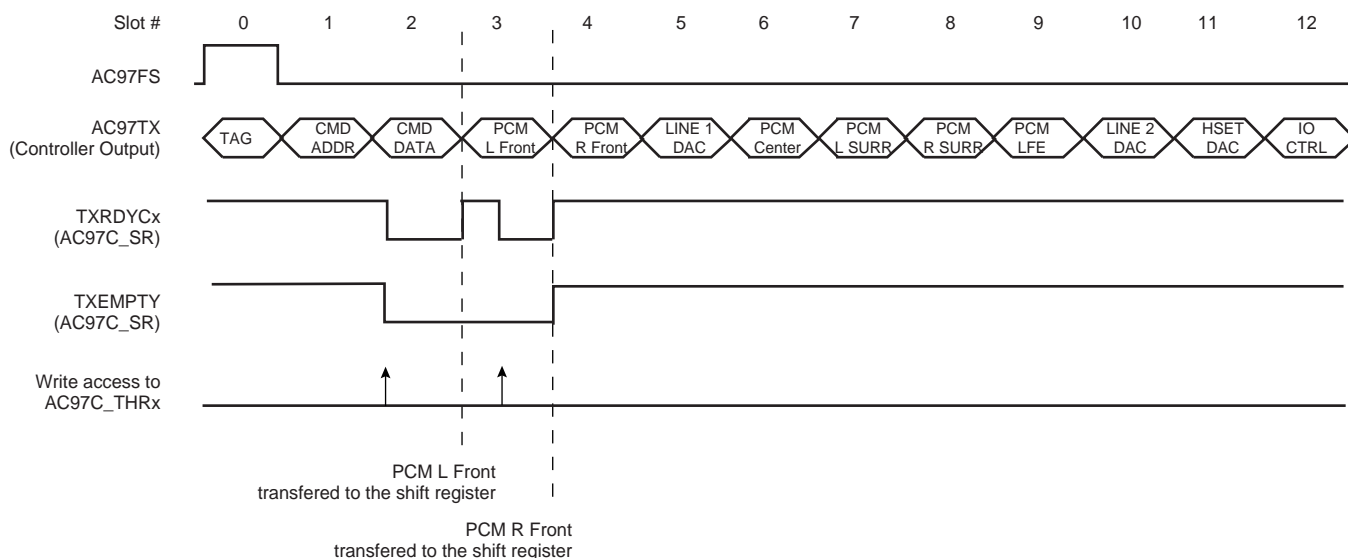 Slot # 0 1 2 3 4 5 6 7 8 9 10 11 12
AC97FS
AC97TX
(Controller Output)
TAG
CMD
ADDR
CMD
DATA
PCM
L Front
PCM
R Front
LINE 1
DAC
PCM
Center
PCM
L SURR
PCM
R SURR
PCM
LFE
LINE 2
DAC
HSET
DAC
IO
CTRL
TXRDYCx
(AC97C_SR)
TXEMPTY
(AC97C_SR)
Write access to
AC97C_THRx
PCM L Front
transfered to the shift register
PCM R Front
transfered to the shift register